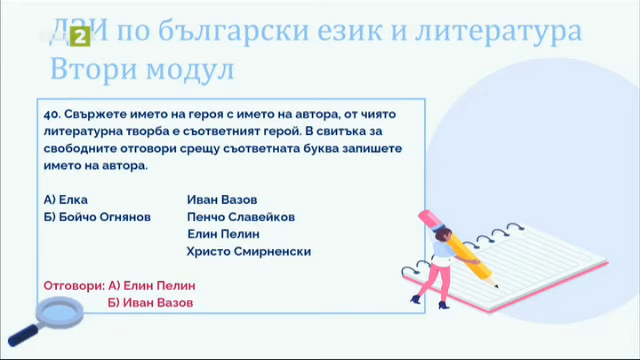 2
ДЗИ по български език и литература
Втори модул
40. Свържете името на героя с името на автора, от чиято
литературна творба е съответният герой. В свитъка за
свободните отговори срещу съответната буква запишете
името на автора.
А) Елка Иван Вазов
Б) Бойчо Огнянов Пенчо Славейков
Елин Пелин
Христо Смирненски
Отговори: А) Елин Пелин
Б) Иван Вазов